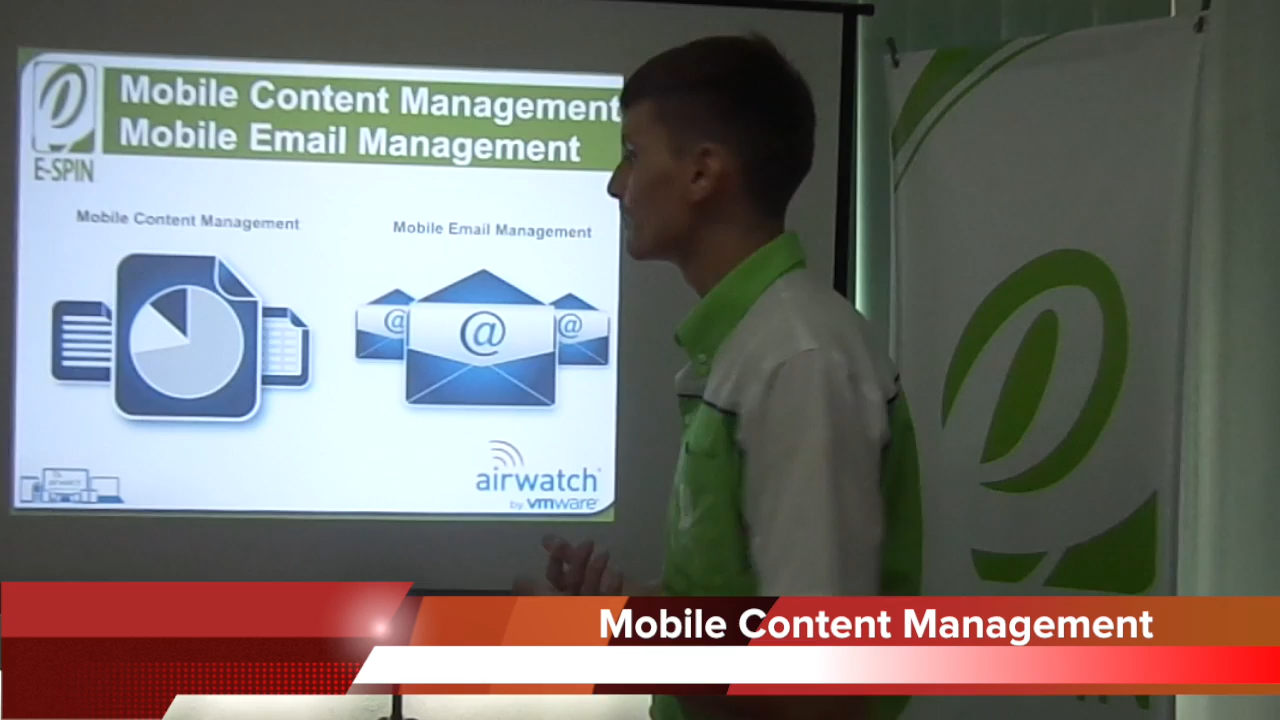 Mobile Content Management
Mobile Email Management
E-SPIN
Mobile Content Management
Mobile Email Management
@
@
@
airwatch
by vmware
Mobile Content Management